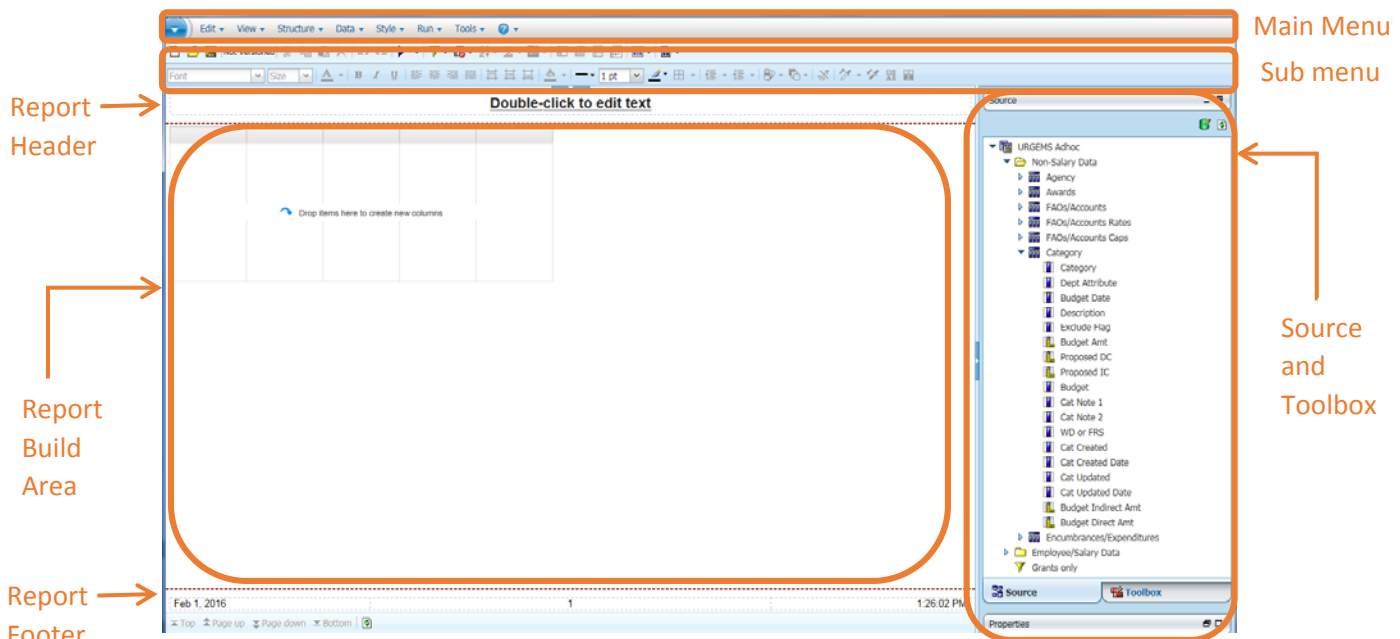 Edit View Structure Data Style Run Tools
Main Menu
Font Size A B I U 1 pt
Sub menu
Report
Header
Double-click to edit text
Source
URGEMS Adhoc
Non-Salary Data
Agency
Awards
FAOs/Accounts
FAOs/Accounts Rates
FAOs/Accounts Caps
Category
Category
Dept Attribute
Budget Date
Description
Exclude Flag
Budget Amt
Proposed DC
Proposed IC
Budget
Cat Note 1
Cat Note 2
WD or FRS
Cat Created
Cat Created Date
Cat Updated
Cat Updated Date
Budget Indirect Amt
Budget Direct Amt
Encumbrances/Expenditures
Employee/Salary Data
Grants only
Source Toolbox
Properties
Drop items here to create new columns
Report
Build
Area
Source
and
Toolbox
Report
Footer
Feb 1, 2016 1 1:26:02 PM
Top Page up Page down Bottom